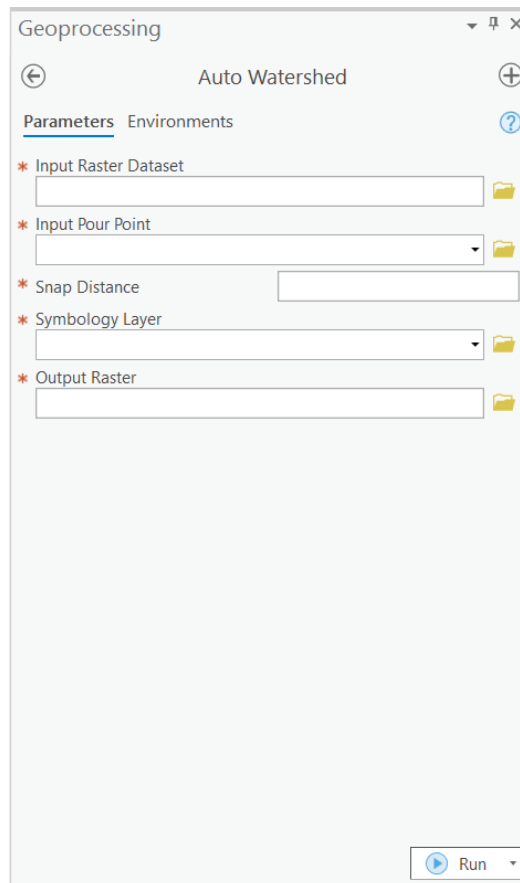 Geoprocessing
Auto Watershed
Parameters Environments
* Input Raster Dataset
* Input Pour Point
* Snap Distance
* Symbology Layer
* Output Raster
Run